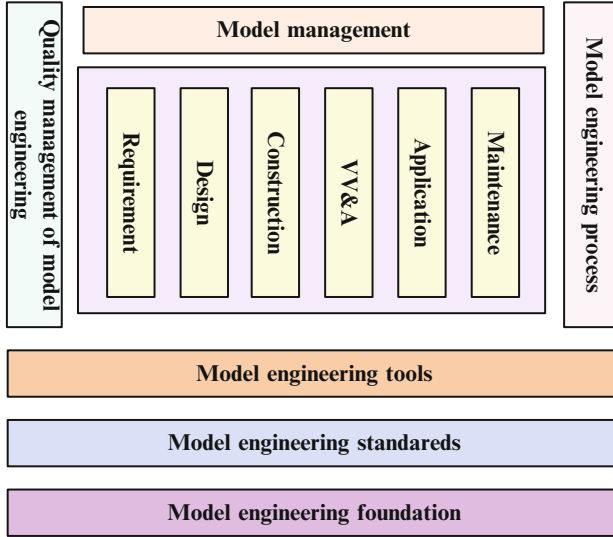 Quality management of model
engineering
Model management
Requirement
Design
Construction
VV&A
Application
Maintenance
Model engineering process
Model engineering tools
Model engineering standareds
Model engineering foundation